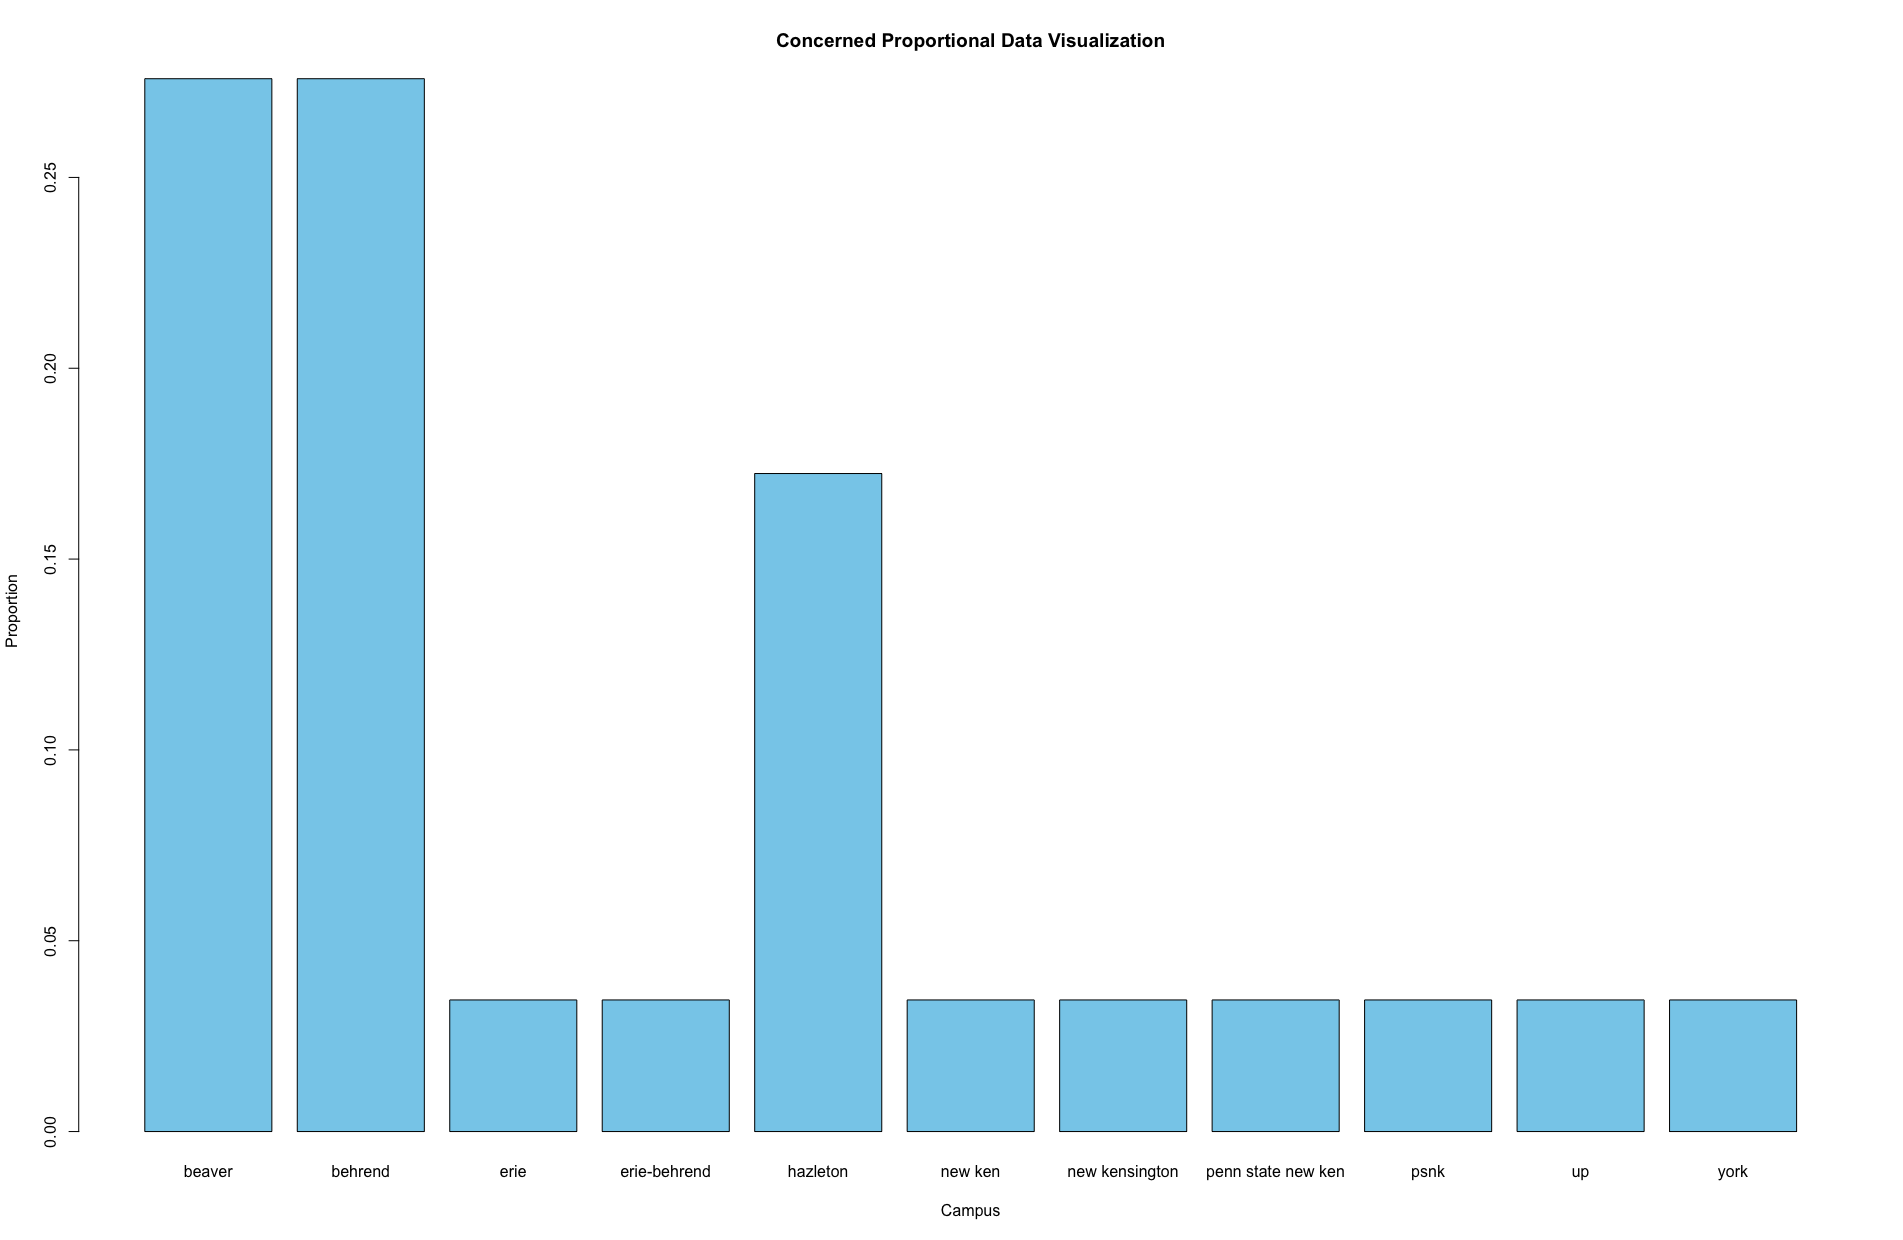 Concerned Proportional Data Visualization
Proportion
0.25
0.20
0.15
0.10
0.05
0.00
beaver behrend erie erie-behrend hazleton new ken new kensington penn state new ken psnk up york
Campus